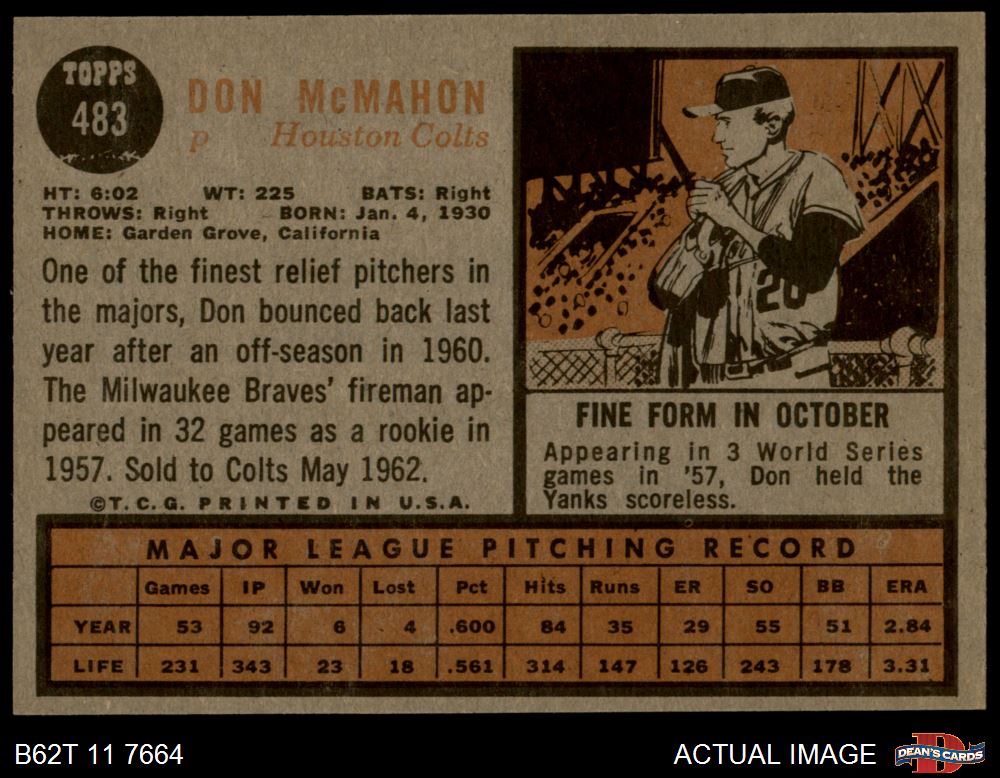 TOPPS
483
DON McMAHON
p Houston Colts
HT: 6:02 WT: 225 BATS: Right
THROWS: Right BORN: Jan. 4, 1930
HOME: Garden Grove, California
One of the finest relief pitchers in
the majors, Don bounced back last
year after an off-season in 1960.
The Milwaukee Braves' fireman ap-
peared in 32 games as a rookie in
1957. Sold to Colts May 1962.
©T.C.G. PRINTED IN U.S.A.
20
FINE FORM IN OCTOBER
Appearing in 3 World Series
games in '57, Don held the
Yanks scoreless.
MAJOR LEAGUE PITCHING RECORD
Games IP Won Lost Pct Hits Runs ER SO BB ERA
YEAR 53 92 6 4 .600 84 35 29 55 51 2.84
LIFE 231 343 23 18 .561 314 147 126 243 178 3.31
B62T 11 7664
ACTUAL IMAGE
DEAN'S CARDS